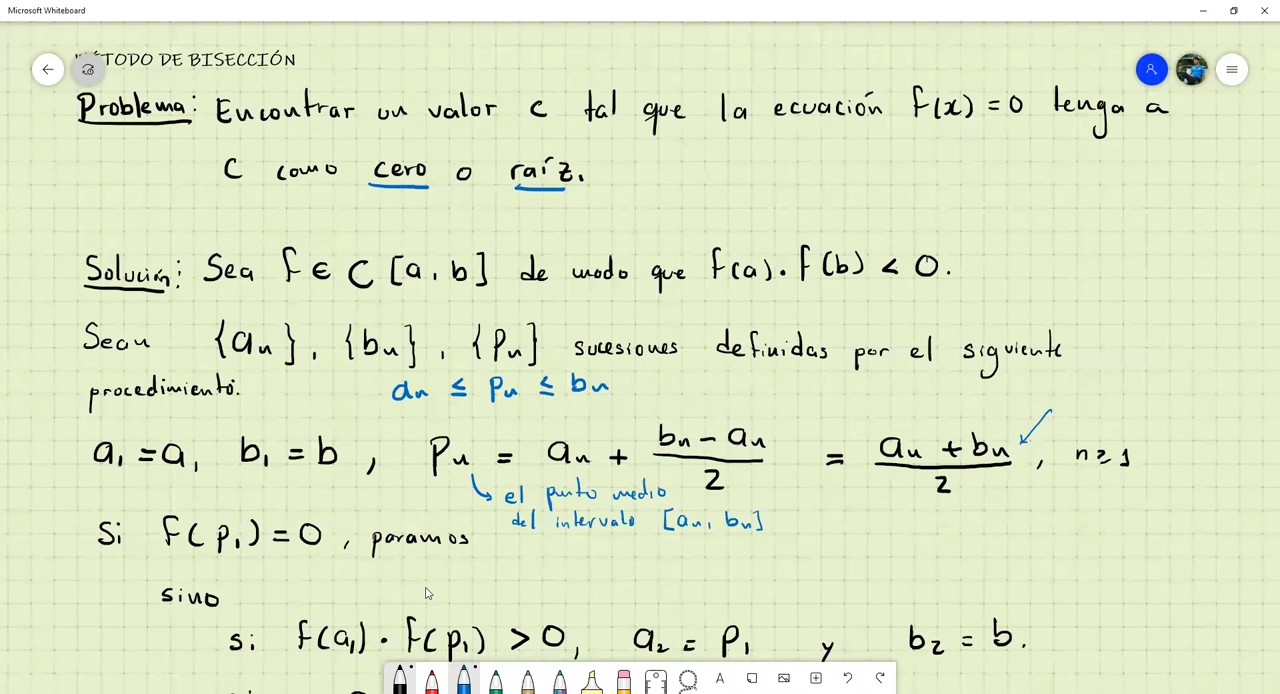 Microsoft Whiteboard
ÉTODO DE BISECCIÓN
Problema: Encontrar un valor c tal que la ecuación f(x) = 0 tenga a
C como cero o raíz.
Solución: Sea f ∈ C [a, b] de modo que f(a) · f(b) < 0.
Sean {an}, {bn}, {pn} sucesiones definidas por el siguiente
procedimiento.
an ≤ pn ≤ bn
a1 = a, b1 = b, pn = an + (bn - an)/2 = (an + bn)/2, n ≥ 1
el punto medio
del intervalo [an, bn]
Si f(p1) = 0, paramos
sino
si f(a1) · f(p1) > 0, a2 = p1 y b2 = b.